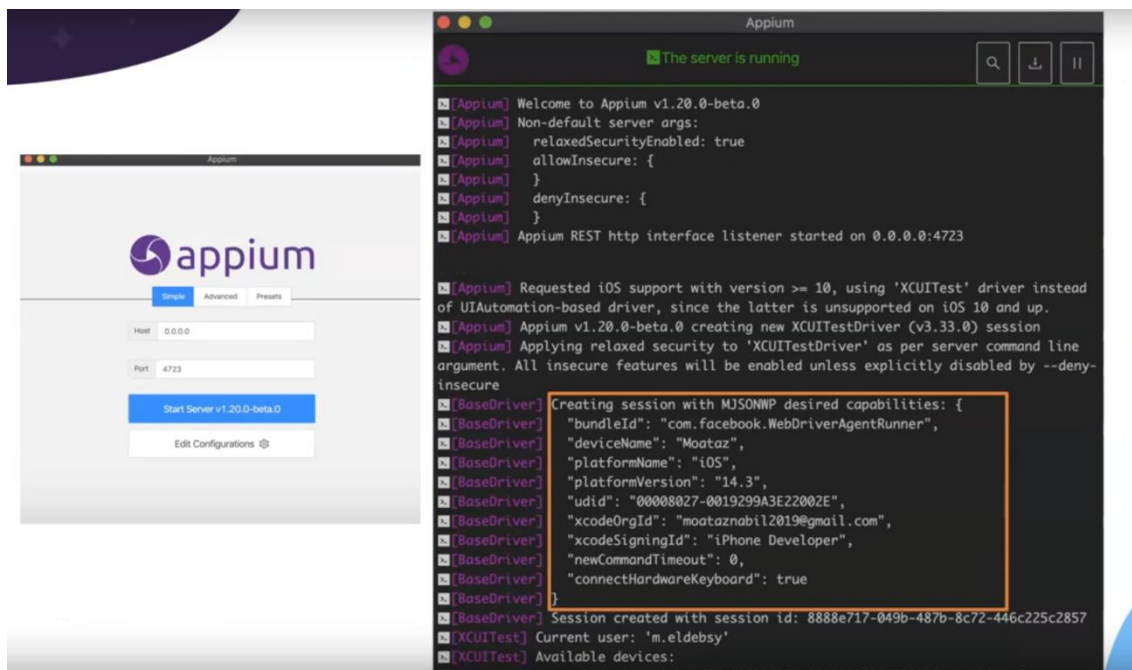 Appium
appium
Simple Advanced Presets
Host 0.0.0.0
Port 4723
Start Server v1.20.0-beta.0
Edit Configurations
Appium
The server is running
[Appium] Welcome to Appium v1.20.0-beta.0
[Appium] Non-default server args:
[Appium] relaxedSecurityEnabled: true
[Appium] allowInsecure: {
[Appium] }
[Appium] denyInsecure: {
[Appium] }
[Appium] Appium REST http interface listener started on 0.0.0.0:4723
[Appium] Requested iOS support with version >= 10, using 'XCUITest' driver instead
of UIAutomation-based driver, since the latter is unsupported on iOS 10 and up.
[Appium] Appium v1.20.0-beta.0 creating new XCUITestDriver (v3.33.0) session
[Appium] Applying relaxed security to 'XCUITestDriver' as per server command line
argument. All insecure features will be enabled unless explicitly disabled by --deny-
insecure
[BaseDriver] Creating session with MJSONWP desired capabilities: {
[BaseDriver] "bundleId": "com.facebook.WebDriverAgentRunner",
[BaseDriver] "deviceName": "Moataz",
[BaseDriver] "platformName": "iOS",
[BaseDriver] "platformVersion": "14.3",
[BaseDriver] "udid": "00008027-0019299A3E22002E",
[BaseDriver] "xcodeOrgId": "moataznabil2019@gmail.com",
[BaseDriver] "xcodeSigningId": "iPhone Developer",
[BaseDriver] "newCommandTimeout": 0,
[BaseDriver] "connectHardwareKeyboard": true
[BaseDriver] }
[BaseDriver] Session created with session id: 8888e717-049b-487b-8c72-446c225c2857
[XCUITest] Current user: 'm.eldebsy'
[XCUITest] Available devices: